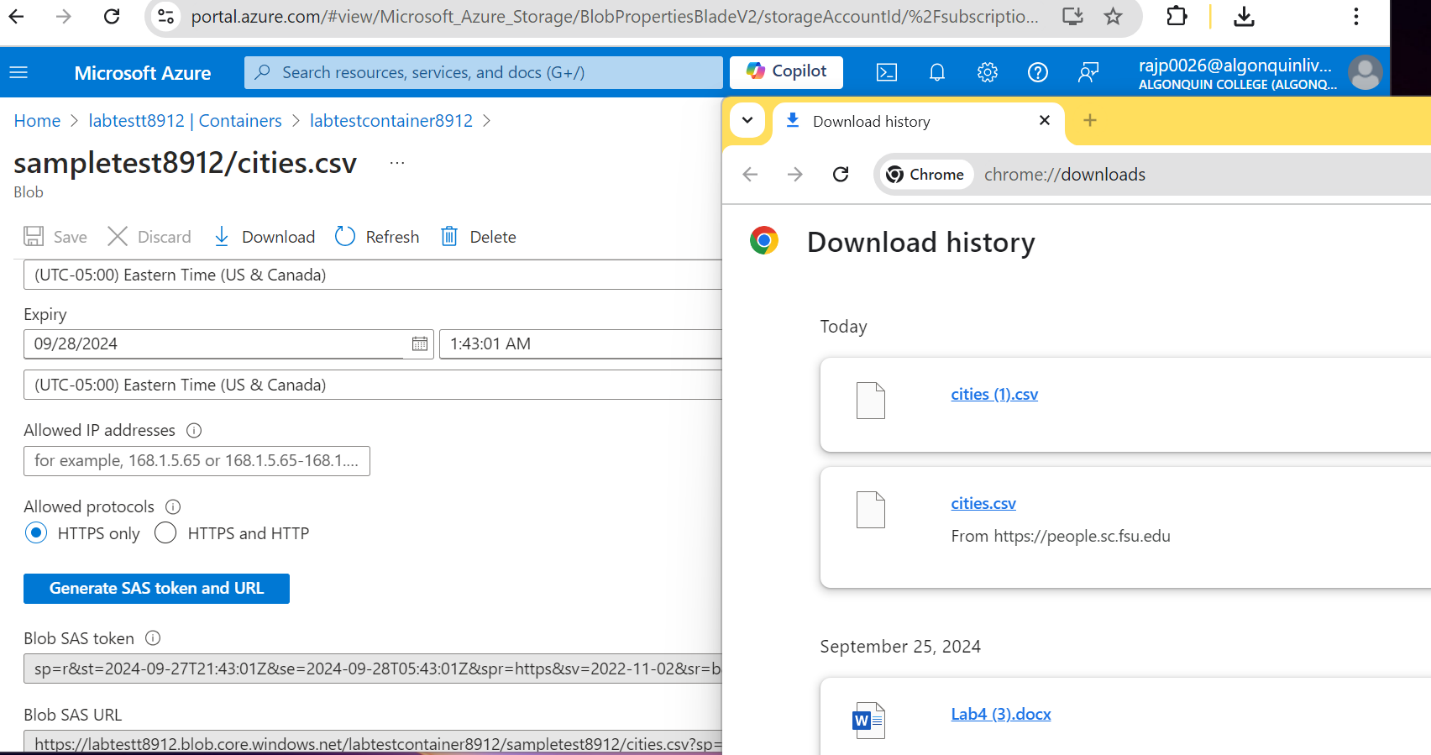 portal.azure.com/#view/Microsoft_Azure_Storage/BlobPropertiesBladeV2/storageAccountId/%2Fsubscriptio...
Microsoft Azure
Search resources, services, and docs (G+/)
Copilot
rajp0026@algonquinliv...
ALGONQUIN COLLEGE (ALGONQ...
Home > labtestt8912 | Containers > labtestcontainer8912 >
sampletest8912/cities.csv ...
Blob
Save Discard Download Refresh Delete
(UTC-05:00) Eastern Time (US & Canada)
Expiry
09/28/2024 1:43:01 AM
(UTC-05:00) Eastern Time (US & Canada)
Allowed IP addresses
for example, 168.1.5.65 or 168.1.5.65-168.1....
Allowed protocols
HTTPS only HTTPS and HTTP
Generate SAS token and URL
Blob SAS token
sp=r&st=2024-09-27T21:43:01Z&se=2024-09-28T05:43:01Z&spr=https&sv=2022-11-02&sr=b
Blob SAS URL
https://labtestt8912.blob.core.windows.net/labtestcontainer8912/sampletest8912/cities.csv?sp=
Download history
Chrome chrome://downloads
Download history
Today
cities (1).csv
cities.csv
From https://people.sc.fsu.edu
September 25, 2024
W
Lab4 (3).docx